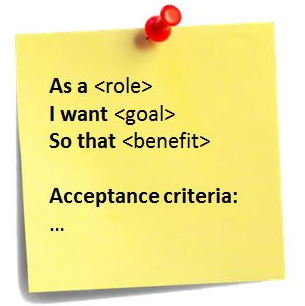 As a <role>
I want <goal>
So that <benefit>
Acceptance criteria:
...